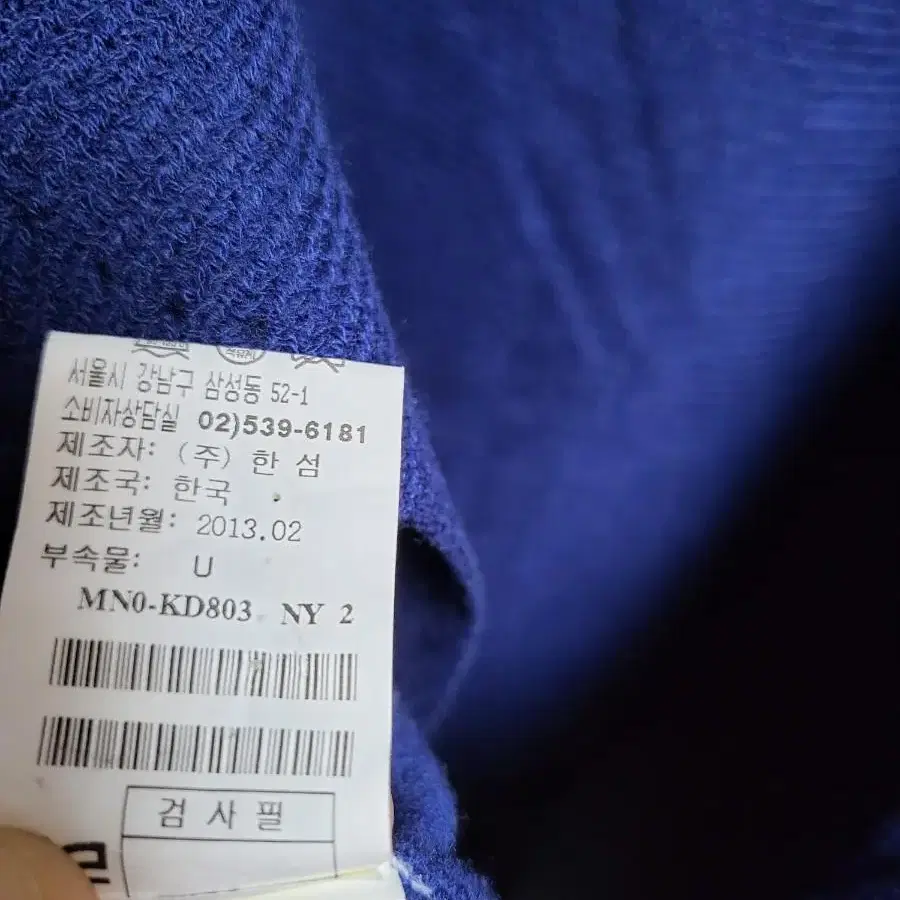 서울시 강남구 삼성동 52-1
소비자상담실 02)539-6181
제조자: (주) 한 섬
제조국: 한국
제조년월: 2013.02
부속물: U
MN0-KD803 NY 2
검 사 필